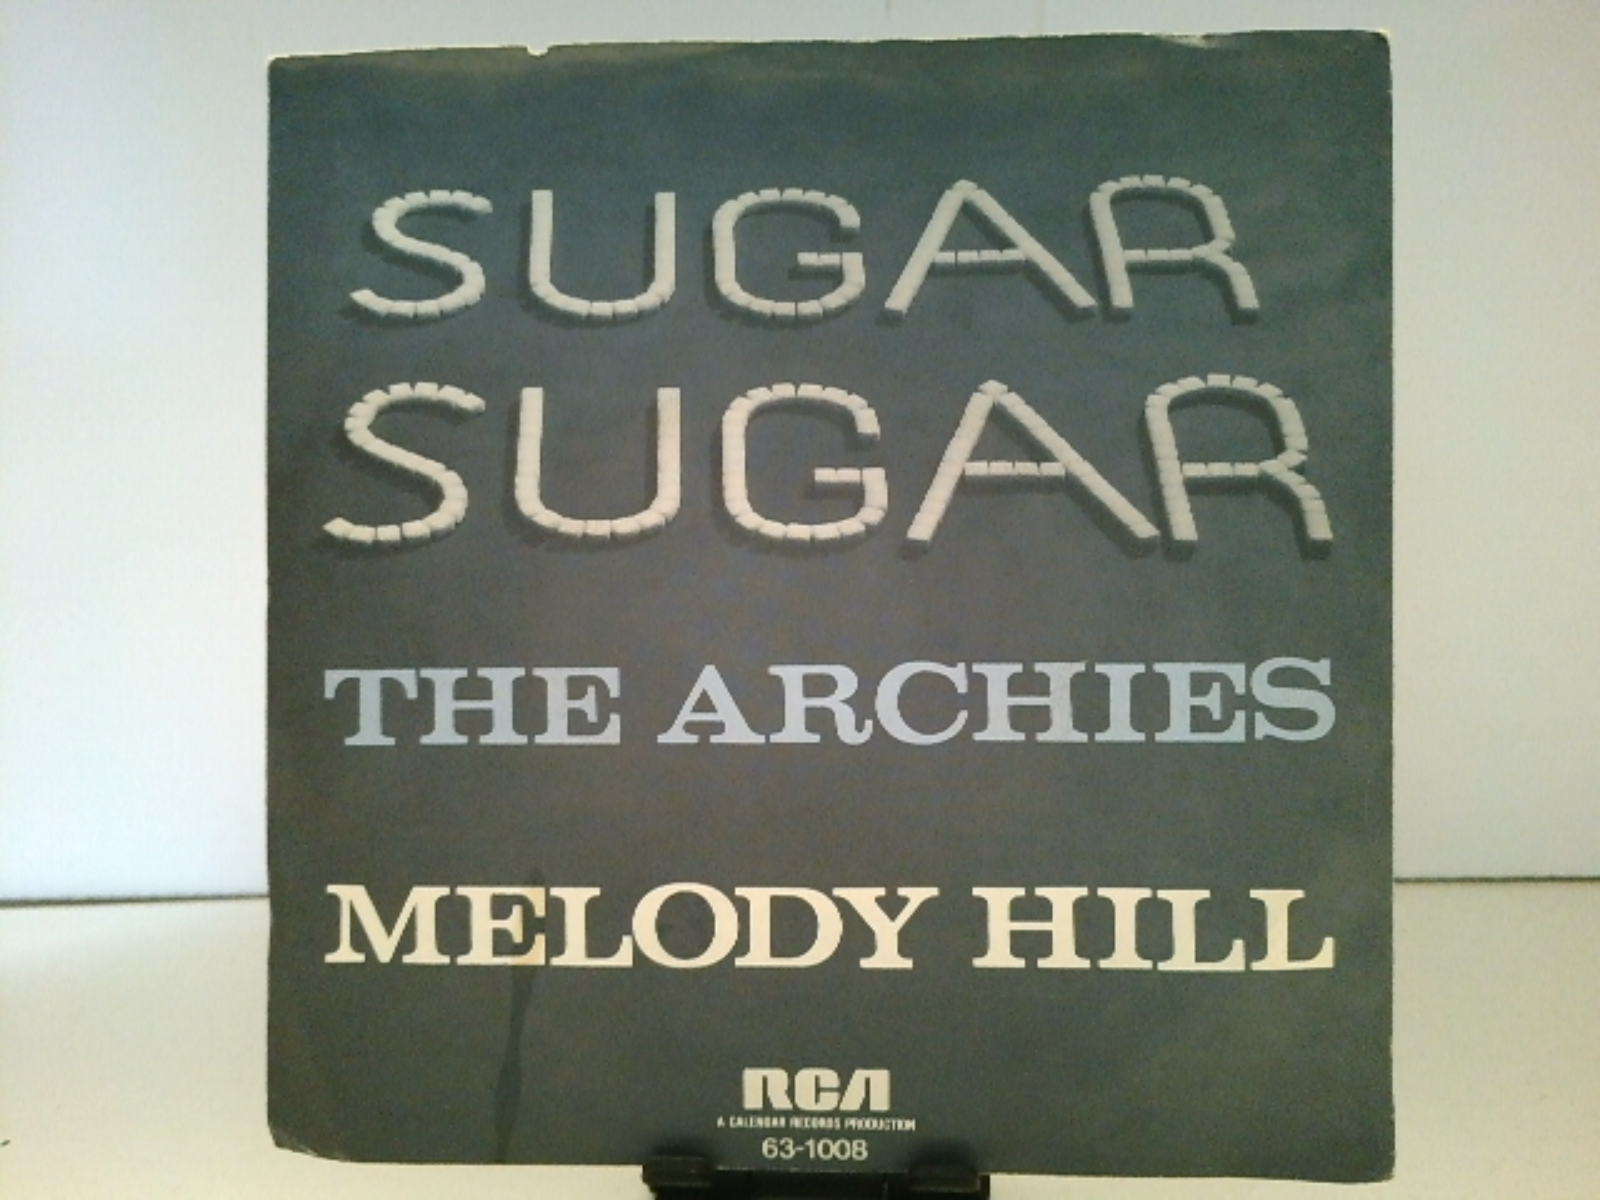 SUGAR
SUGAR
THE ARCHIES
MELODY HILL
RCA
A CALENDAR RECORDS PRODUCTION
63-1008